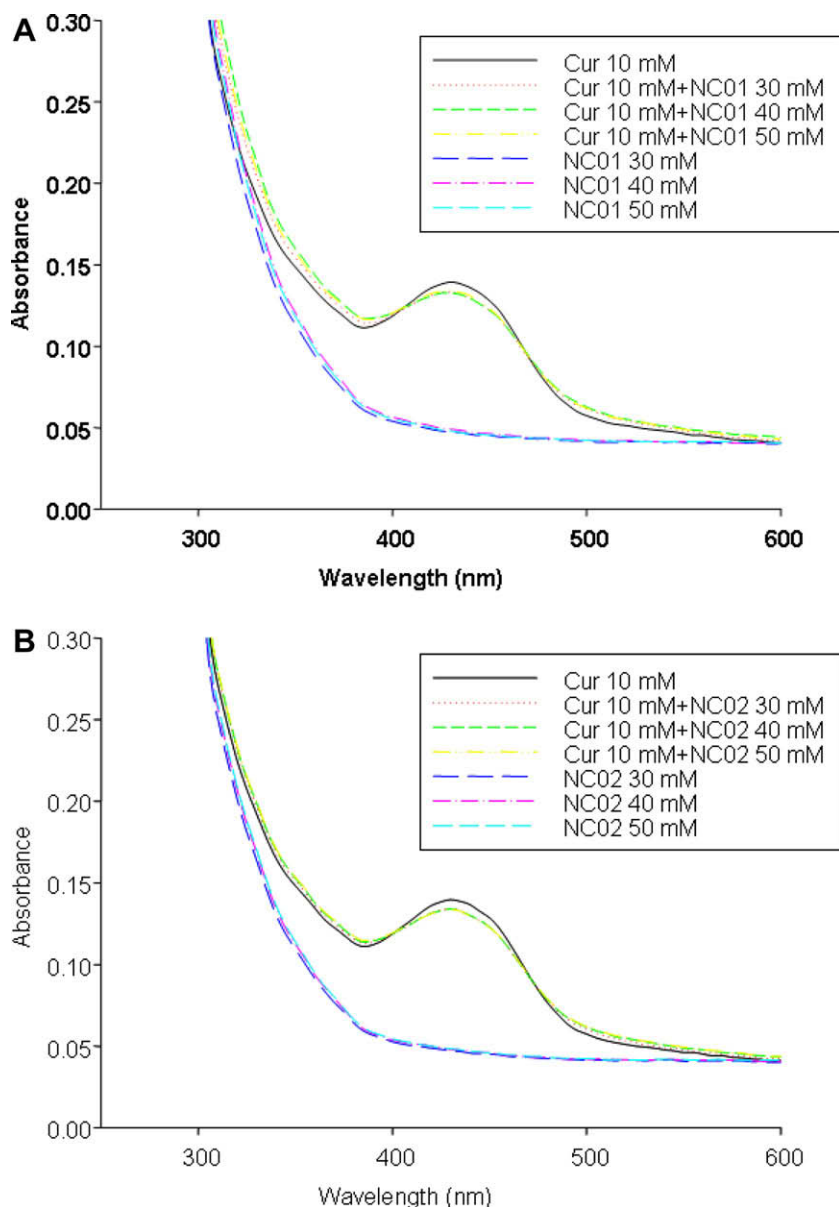 A
Absorbance
0.30
0.25
0.20
0.15
0.10
0.05
0.00
300
400
500
600
Wavelength (nm)
Cur 10 mM
Cur 10 mM+NC01 30 mM
Cur 10 mM+NC01 40 mM
Cur 10 mM+NC01 50 mM
NC01 30 mM
NC01 40 mM
NC01 50 mM
B
Absorbance
0.30
0.25
0.20
0.15
0.10
0.05
0.00
300
400
500
600
Wavelength (nm)
Cur 10 mM
Cur 10 mM+NC02 30 mM
Cur 10 mM+NC02 40 mM
Cur 10 mM+NC02 50 mM
NC02 30 mM
NC02 40 mM
NC02 50 mM